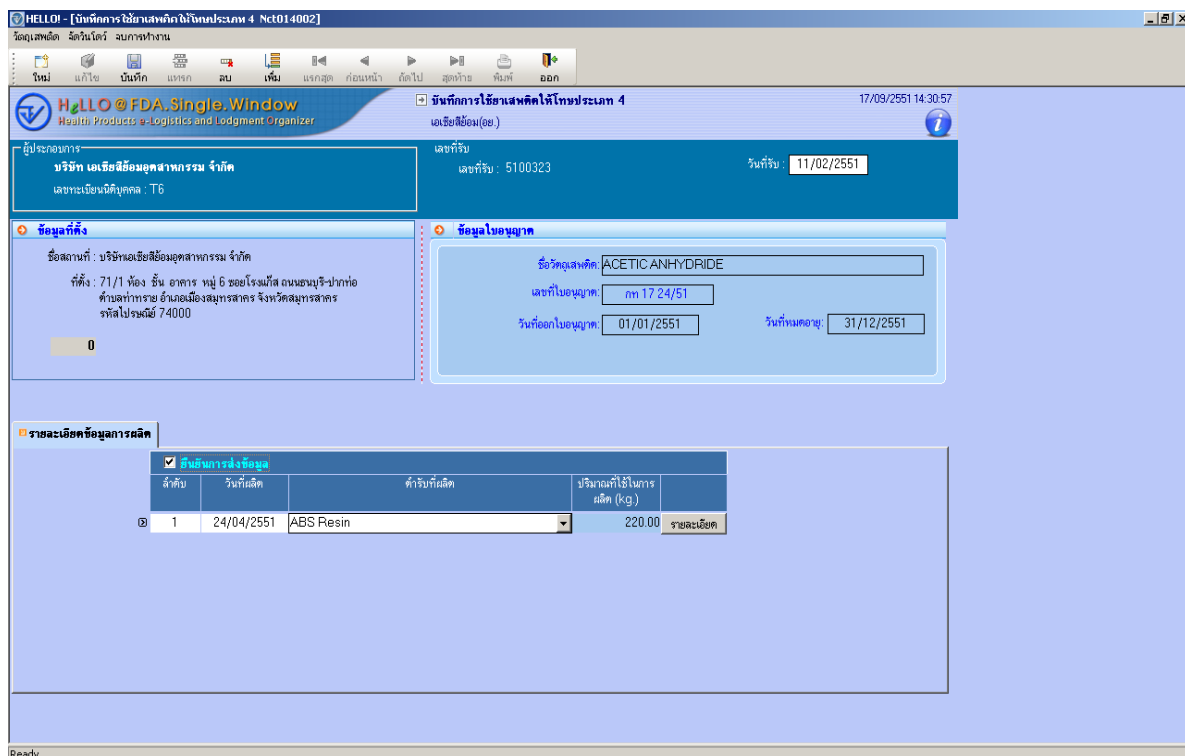 HELLO! - [บันทึกการใช้ยาเสพติดให้โทษประเภท 4 Nct014002]
วัตถุเสพติด จัดวินโดว์ จบการทำงาน
ใหม่ แก้ไข บันทึก แทรก ลบ เพิ่ม แรกสุด ก่อนหน้า ถัดไป สุดท้าย พิมพ์ ออก
HeLLO @ FDA.Single.Window
Health Products e-Logistics and Lodgment Organizer
บันทึกการใช้ยาเสพติดให้โทษประเภท 4
17/09/2551 14:30:57
เอเชียสีย้อม(อย.)
ผู้ประกอบการ
บริษัท เอเชียสีย้อมอุตสาหกรรม จำกัด
เลขทะเบียนนิติบุคคล : T6
เลขที่รับ
เลขที่รับ : 5100323
วันที่รับ : 11/02/2551
ข้อมูลที่ตั้ง
ชื่อสถานที่ : บริษัทเอเชียสีย้อมอุตสาหกรรม จำกัด
ที่ตั้ง : 71/1 ห้อง ชั้น อาคาร หมู่ 6 ซอยโรงแก๊ส ถนนธนบุรี-ปากท่อ
ตำบลท่าทราย อำเภอเมืองสมุทรสาคร จังหวัดสมุทรสาคร
รหัสไปรษณีย์ 74000
0
ข้อมูลใบอนุญาต
ชื่อวัตถุเสพติด: ACETIC ANHYDRIDE
เลขที่ใบอนุญาต: กท 17 24/51
วันที่ออกใบอนุญาต: 01/01/2551
วันที่หมดอายุ: 31/12/2551
รายละเอียดข้อมูลการผลิต
ยืนยันการส่งข้อมูล
ลำดับ วันที่ผลิต ตำรับที่ผลิต ปริมาณที่ใช้ในการ
ผลิต (kg.)
1 24/04/2551 ABS Resin 220.00 รายละเอียด
Ready